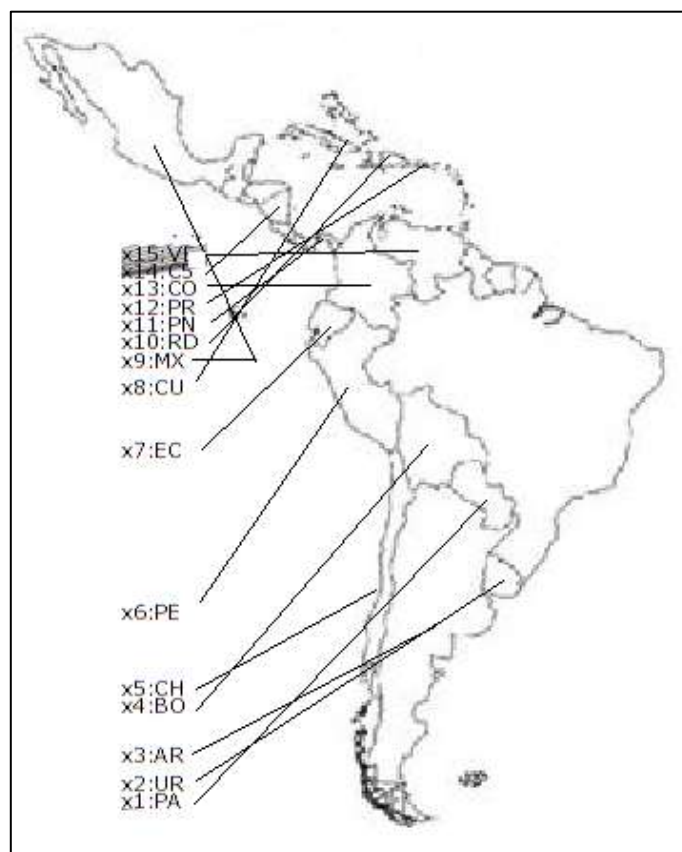 x15:VE
x14:CS
x13:CO
x12:PR
x11:PN
x10:RD
x9:MX
x8:CU
x7:EC
x6:PE
x5:CH
x4:BO
x3:AR
x2:UR
x1:PA